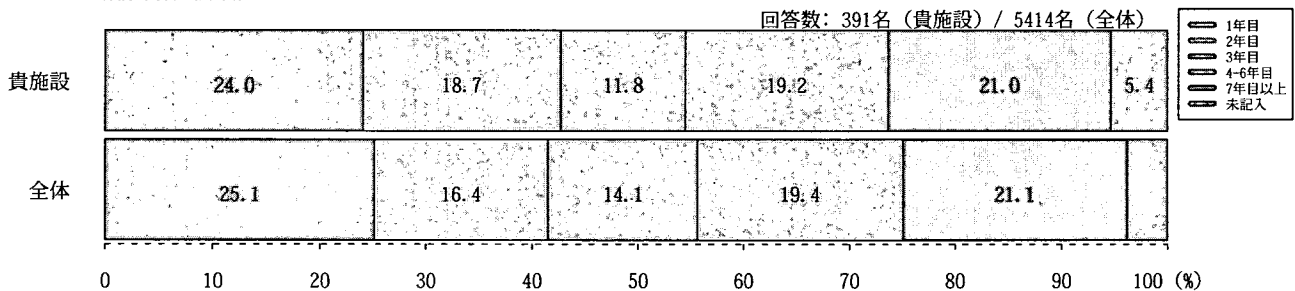 回答数: 391名 (貴施設) / 5414名 (全体)
1年目
2年目
3年目
4-6年目
7年目以上
未記入
貴施設 24.0 18.7 11.8 19.2 21.0 5.4
全体 25.1 16.4 14.1 19.4 21.1
0 10 20 30 40 50 60 70 80 90 100 (%)